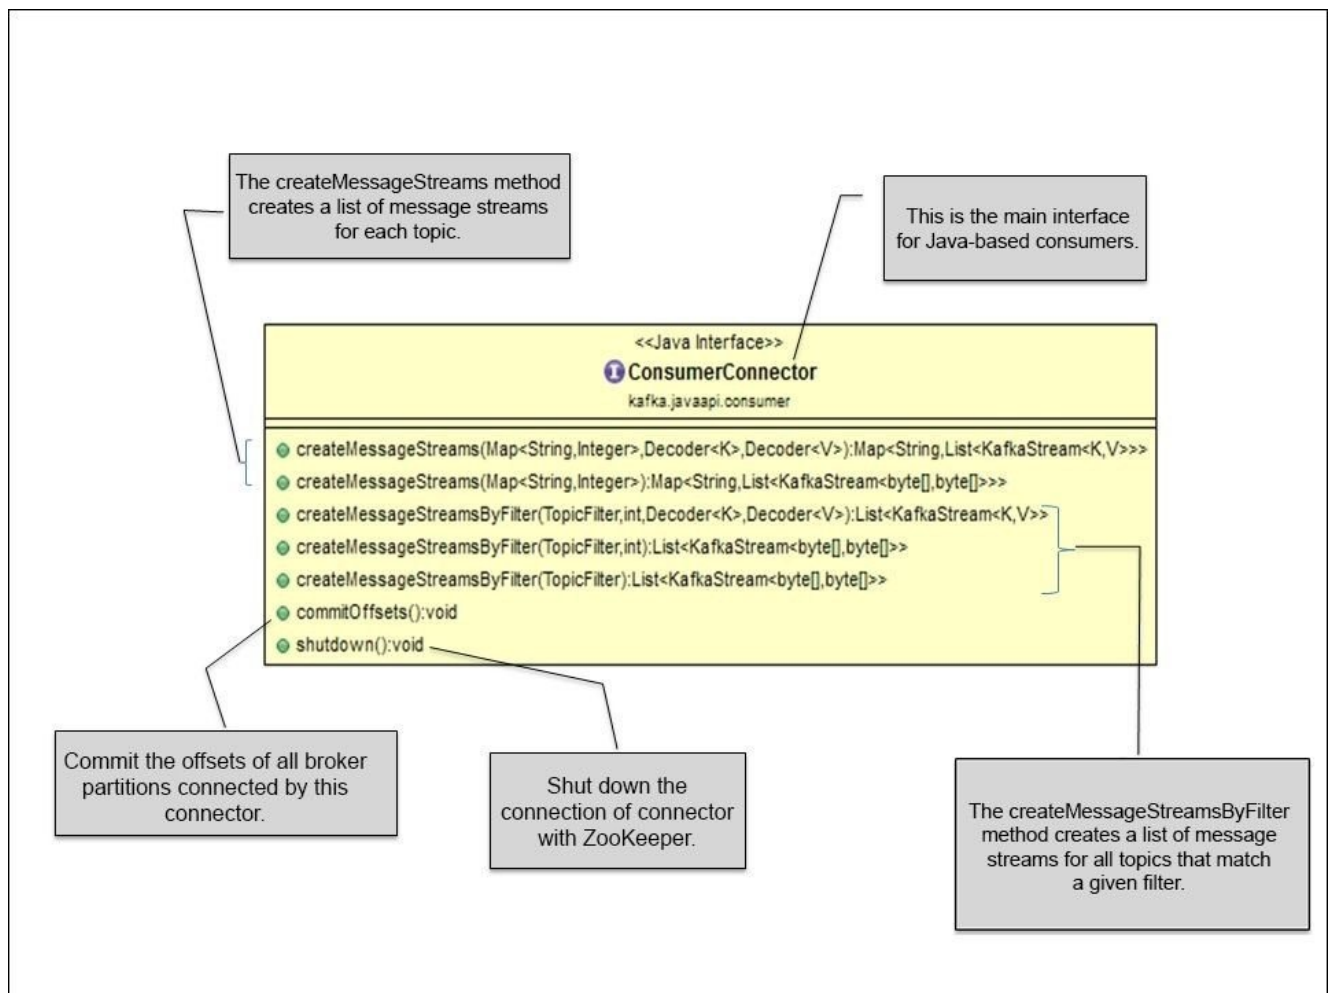 The createMessageStreams method
creates a list of message streams
for each topic.
This is the main interface
for Java-based consumers.
<<Java Interface>>
I ConsumerConnector
kafka.javaapi.consumer
createMessageStreams(Map<String,Integer>,Decoder<K>,Decoder<V>):Map<String,List<KafkaStream<K,V>>>
createMessageStreams(Map<String,Integer>):Map<String,List<KafkaStream<byte[],byte[]>>>
createMessageStreamsByFilter(TopicFilter,int,Decoder<K>,Decoder<V>):List<KafkaStream<K,V>>
createMessageStreamsByFilter(TopicFilter,int):List<KafkaStream<byte[],byte[]>>
createMessageStreamsByFilter(TopicFilter):List<KafkaStream<byte[],byte[]>>
commitOffsets():void
shutdown():void
Commit the offsets of all broker
partitions connected by this
connector.
Shut down the
connection of connector
with ZooKeeper.
The createMessageStreamsByFilter
method creates a list of message
streams for all topics that match
a given filter.